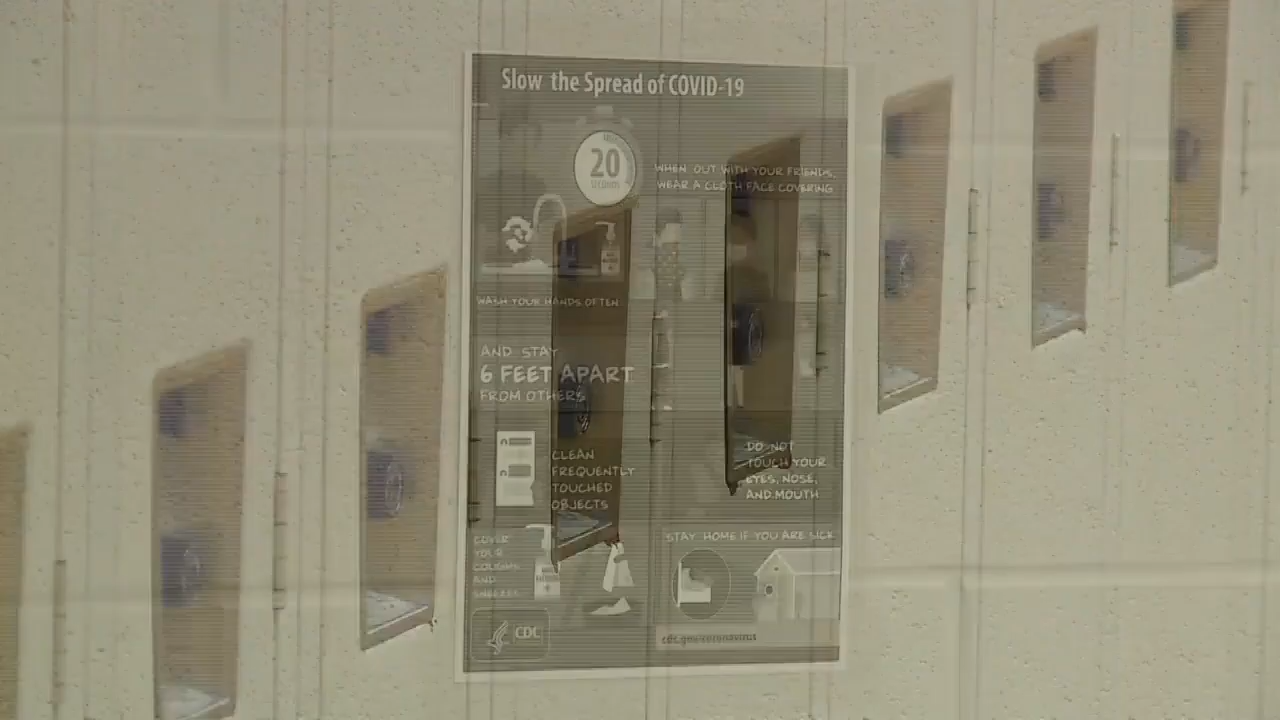 Slow the Spread of COVID-19
20
WHEN OUT WITH YOUR FRIENDS,
WEAR A CLOTH FACE COVERING
WASH YOUR HANDS OFTEN
AND STAY
6 FEET APART
FROM OTHERS
CLEAN
FREQUENTLY
TOUCHED
OBJECTS
DO NOT
TOUCH YOUR
EYES, NOSE,
AND MOUTH
COVER
YOUR
COUGHS
AND
SNEEZES
STAY HOME IF YOU ARE SICK
CDC
cdc.gov/coronavirus